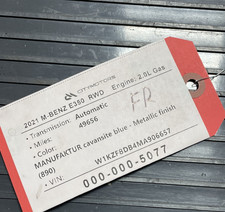 CITYMOTORS
2021 M-BENZ E350 RWD Engine: 2.0L Gas
• Transmission: Automatic
• Miles: 49656
• Color:
MANUFAKTUR cavansite blue - Metallic finish
(890)
• VIN: W1KZF8DB4MA906657
000-000-5077
FR